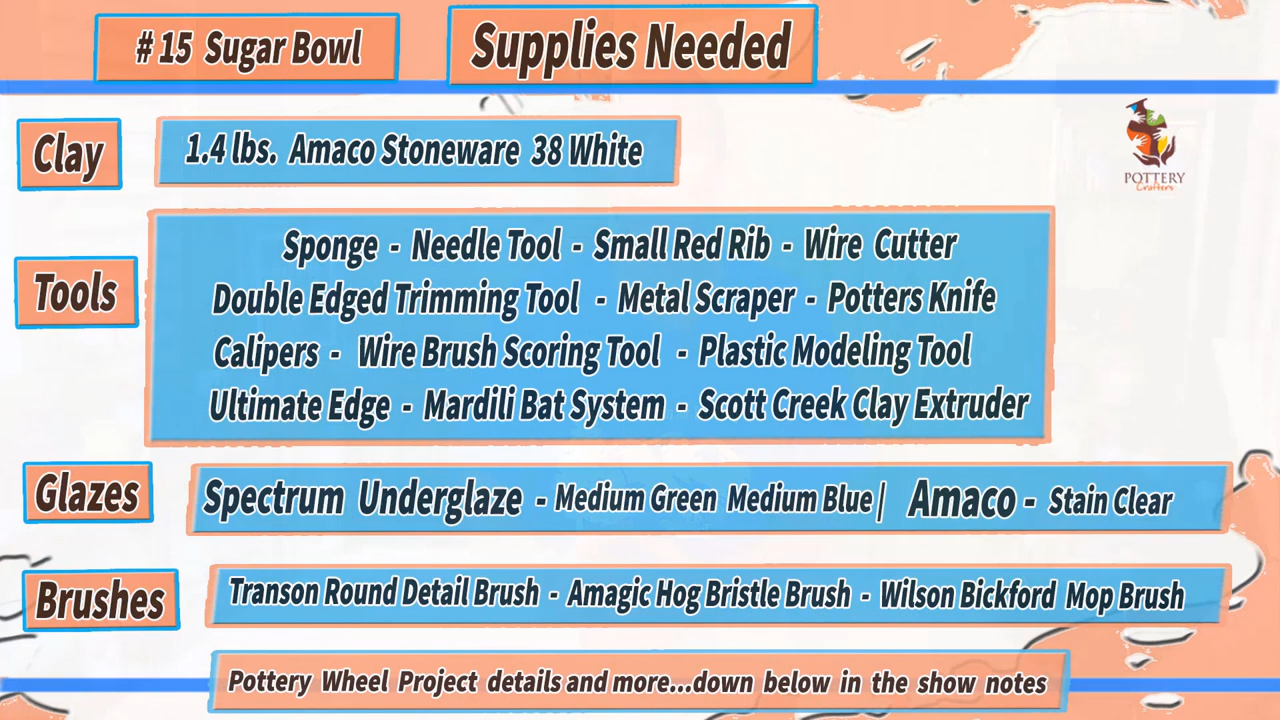 # 15 Sugar Bowl
Supplies Needed
POTTERY
Crafters
Clay
1.4 lbs. Amaco Stoneware 38 White
Tools
Sponge - Needle Tool - Small Red Rib - Wire Cutter
Double Edged Trimming Tool - Metal Scraper - Potters Knife
Calipers - Wire Brush Scoring Tool - Plastic Modeling Tool
Ultimate Edge - Mardili Bat System - Scott Creek Clay Extruder
Glazes
Spectrum Underglaze - Medium Green Medium Blue | Amaco - Stain Clear
Brushes
Transon Round Detail Brush - Amagic Hog Bristle Brush - Wilson Bickford Mop Brush
Pottery Wheel Project details and more...down below in the show notes